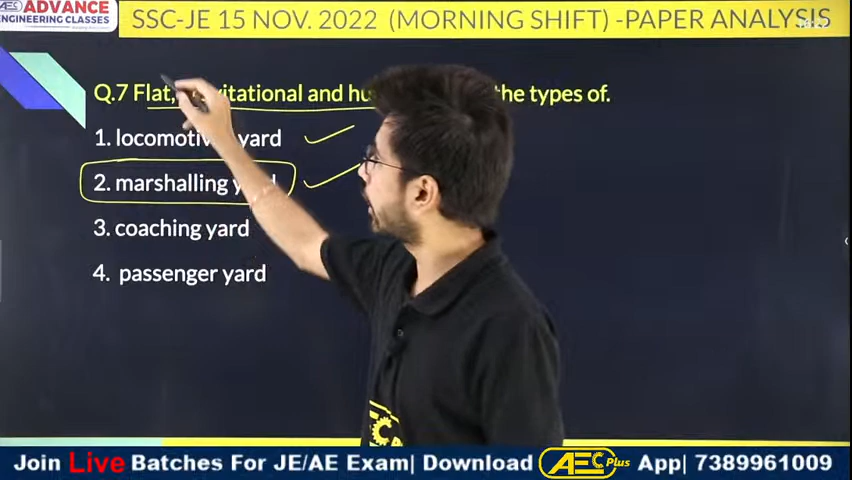 ADVANCE
ENGINEERING CLASSES
SSC-JE 15 NOV. 2022 (MORNING SHIFT) -PAPER ANALYSIS
Q.7 Flat, and the types of.
1. locomotive yard
2. marshalling
3. coaching yard
4. passenger yard
Join Live Batches For JE/AE Exam| Download AEC Plus App| 7389961009